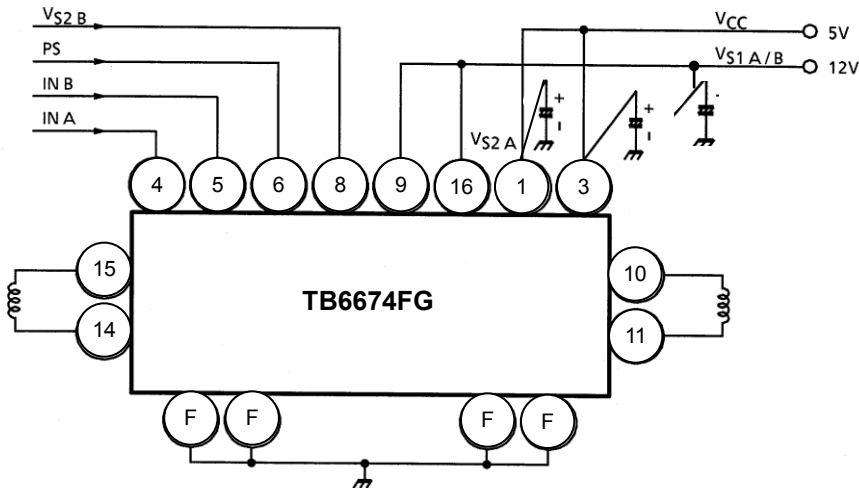 VS2 B
PS
IN B
IN A
VCC
5V
VS1 A/B
12V
VS2 A
+
-
+
-
4
5
6
8
9
16
1
3
15
14
TB6674FG
10
11
F
F
F
F